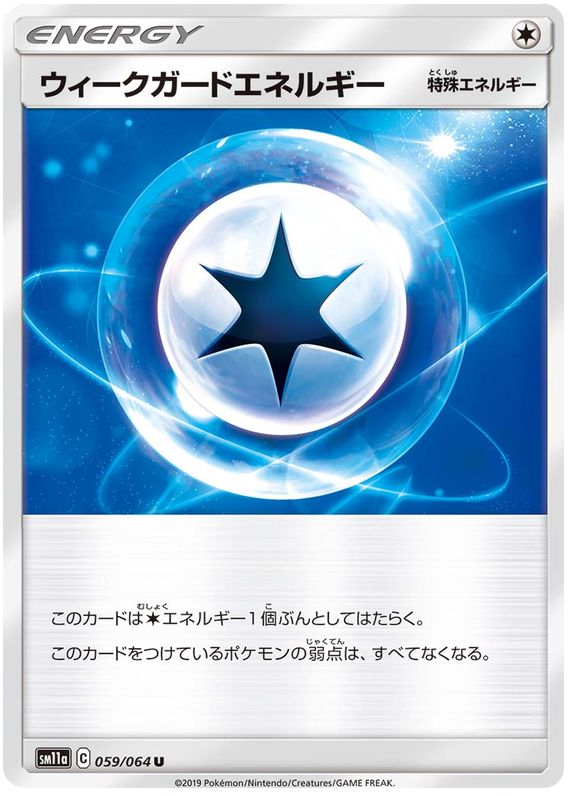 ENERGY
ウィークガードエネルギー 特殊エネルギー
とくしゅ
このカードは エネルギー1個ぶんとしてはたらく。
むしょく こ
このカードをつけているポケモンの弱点は、すべてなくなる。
じゃくてん
sm11a C 059/064 U
©2019 Pokémon/Nintendo/Creatures/GAME FREAK.